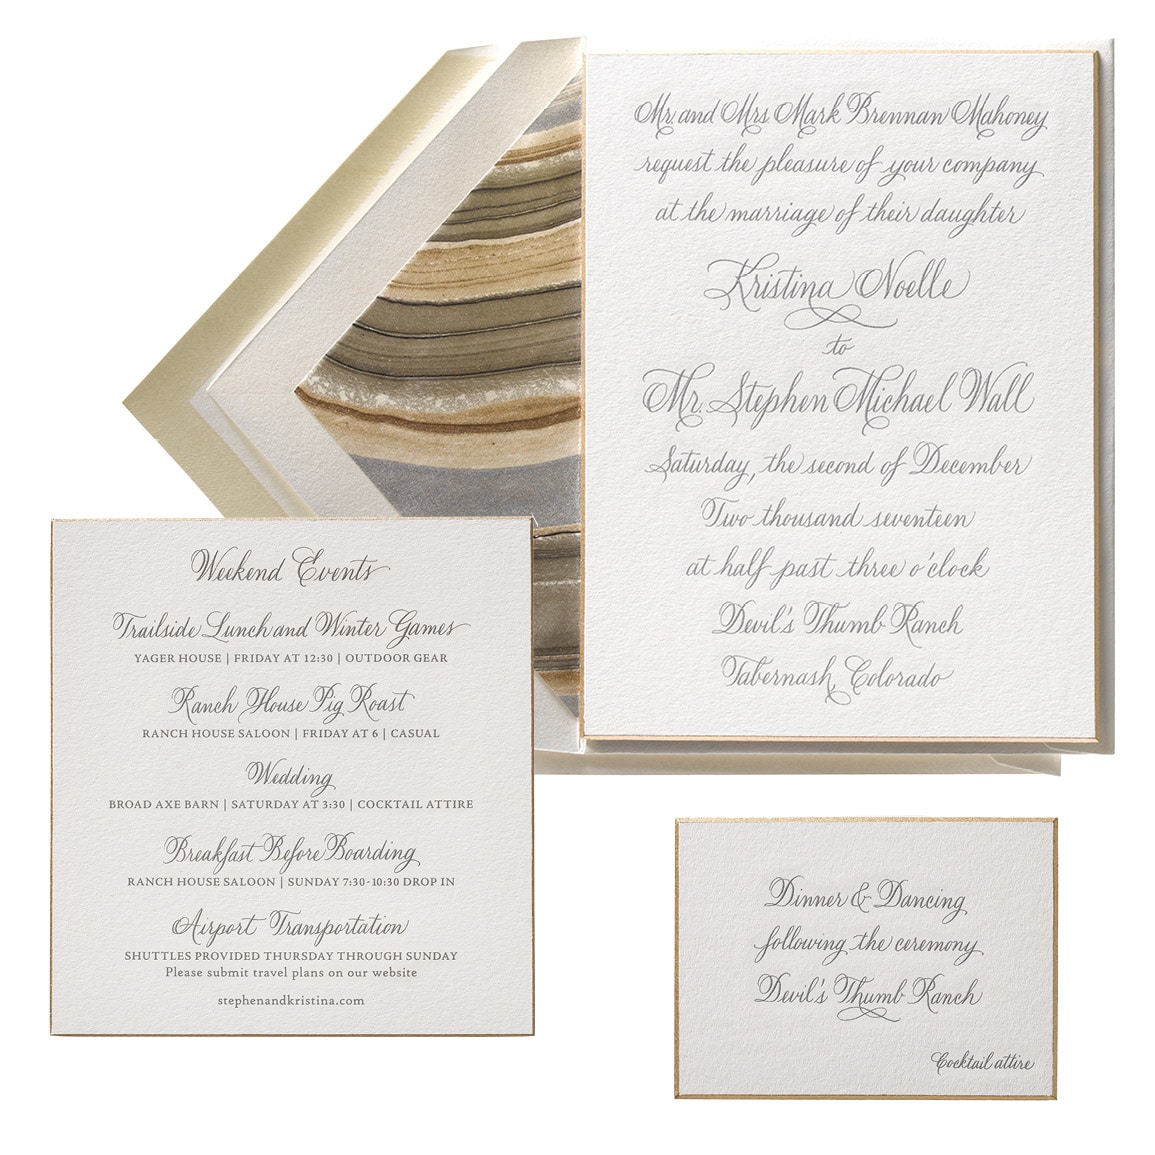 Mr. and Mrs Mark Brennan Mahoney
request the pleasure of your company
at the marriage of their daughter
Kristina Noelle
to
Mr. Stephen Michael Wall
Saturday, the second of December
Two thousand seventeen
at half past three o'clock
Devil's Thumb Ranch
Tabernash, Colorado
Weekend Events
Trailside Lunch and Winter Games
YAGER HOUSE | FRIDAY AT 12:30 | OUTDOOR GEAR
Ranch House Pig Roast
RANCH HOUSE SALOON | FRIDAY AT 6 | CASUAL
Wedding
BROAD AXE BARN | SATURDAY AT 3:30 | COCKTAIL ATTIRE
Breakfast Before Boarding
RANCH HOUSE SALOON | SUNDAY 7:30-10:30 DROP IN
Airport Transportation
SHUTTLES PROVIDED THURSDAY THROUGH SUNDAY
Please submit travel plans on our website
stephenandkristina.com
Dinner & Dancing
following the ceremony
Devil's Thumb Ranch
Cocktail attire